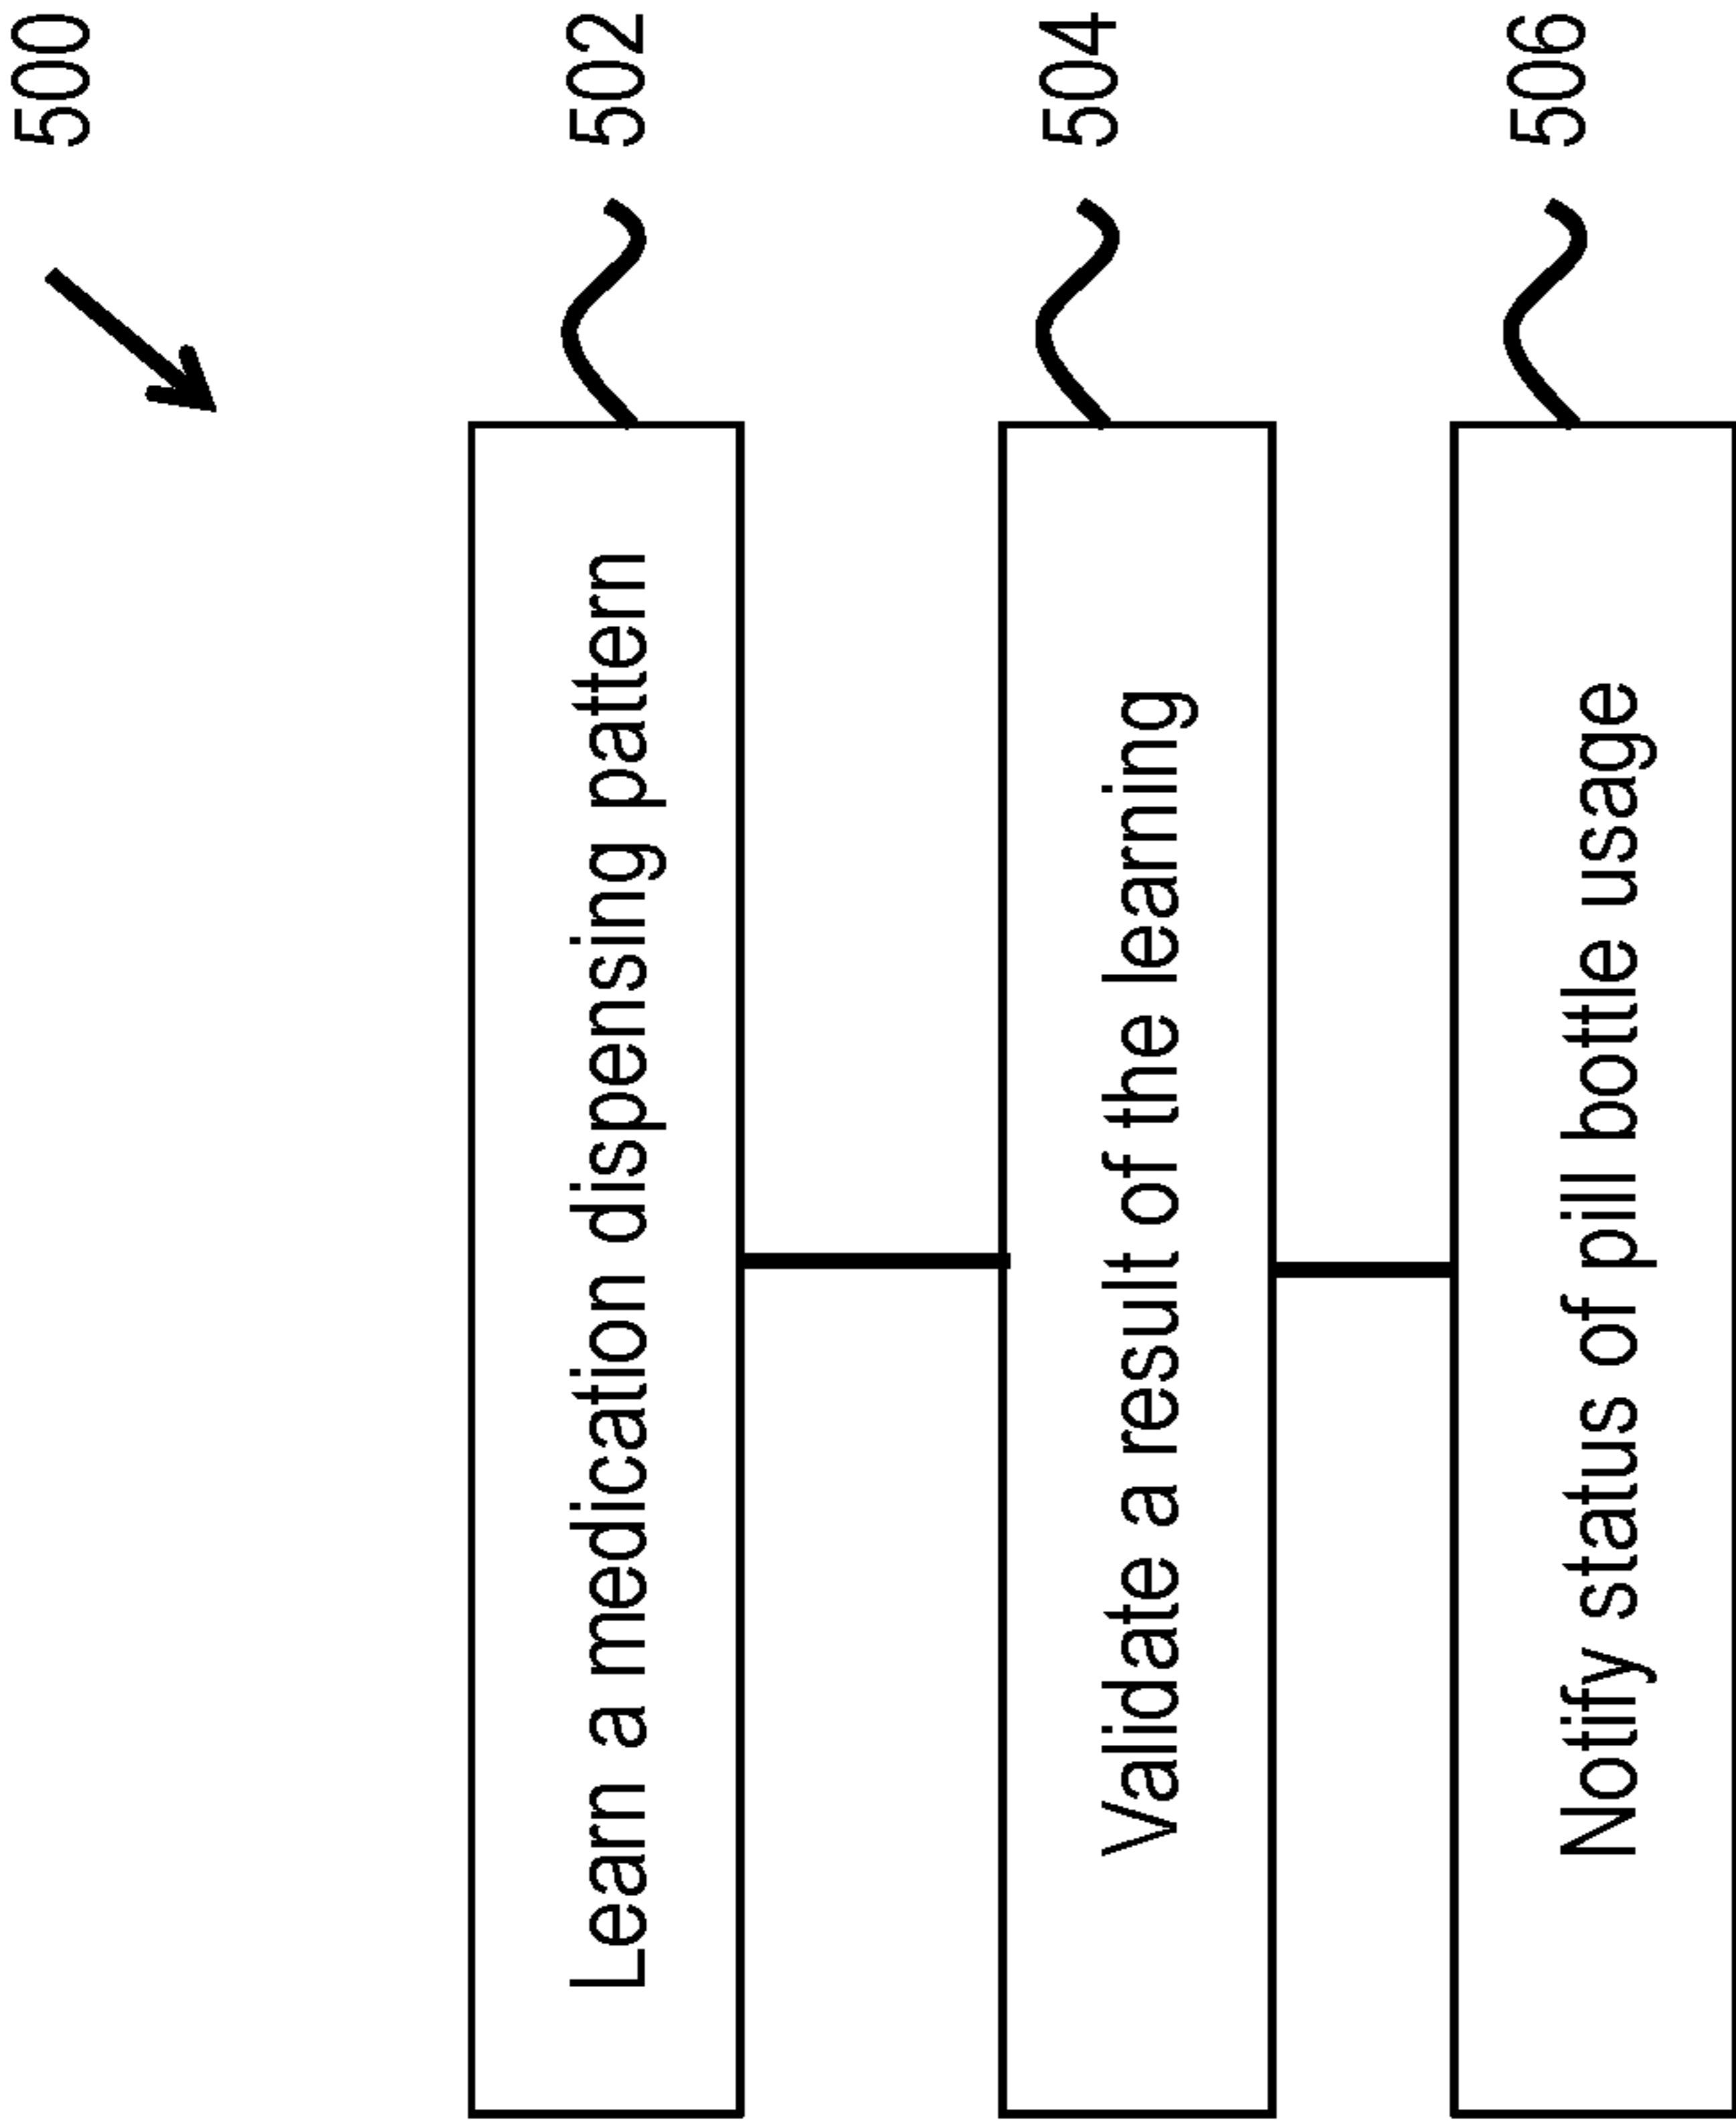 500
Learn a medication dispensing pattern
502
Validate a result of the learning
504
Notify status of pill bottle usage
506